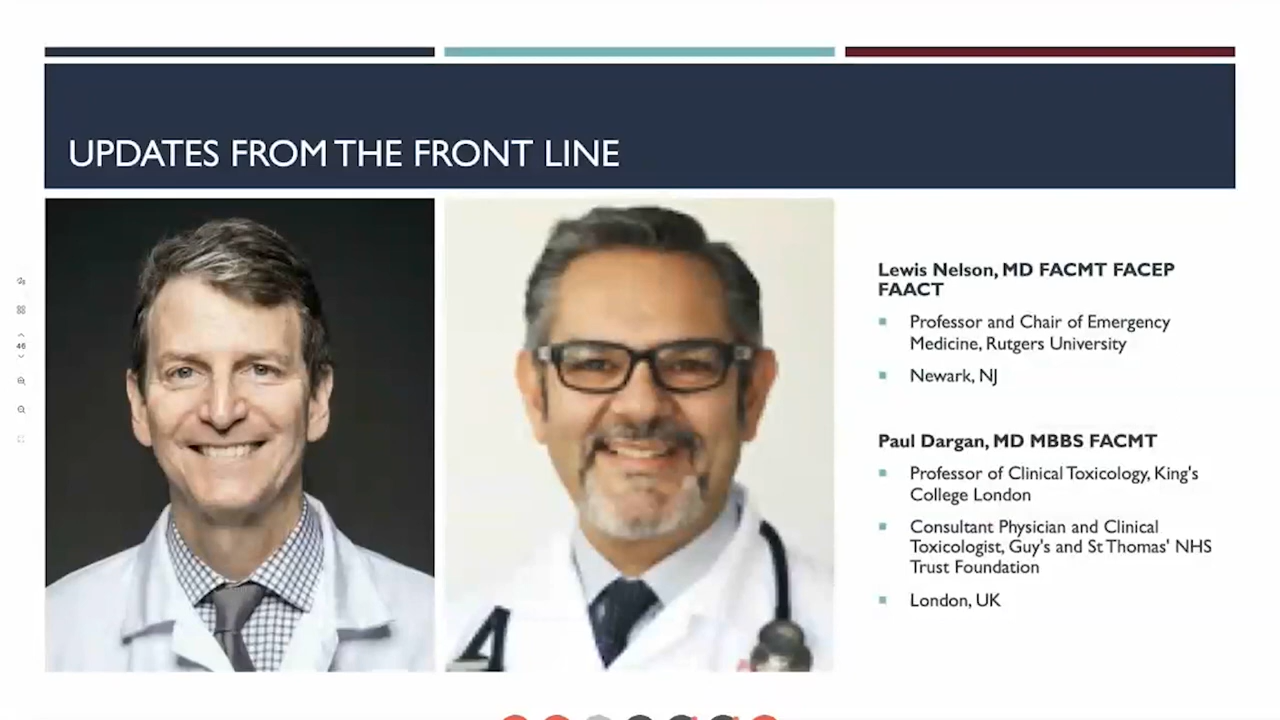 UPDATES FROM THE FRONT LINE
Lewis Nelson, MD FACMT FACEP
FAACT
Professor and Chair of Emergency
Medicine, Rutgers University
Newark, NJ
Paul Dargan, MD MBBS FACMT
Professor of Clinical Toxicology, King's
College London
Consultant Physician and Clinical
Toxicologist, Guy's and St Thomas' NHS
Trust Foundation
London, UK
46